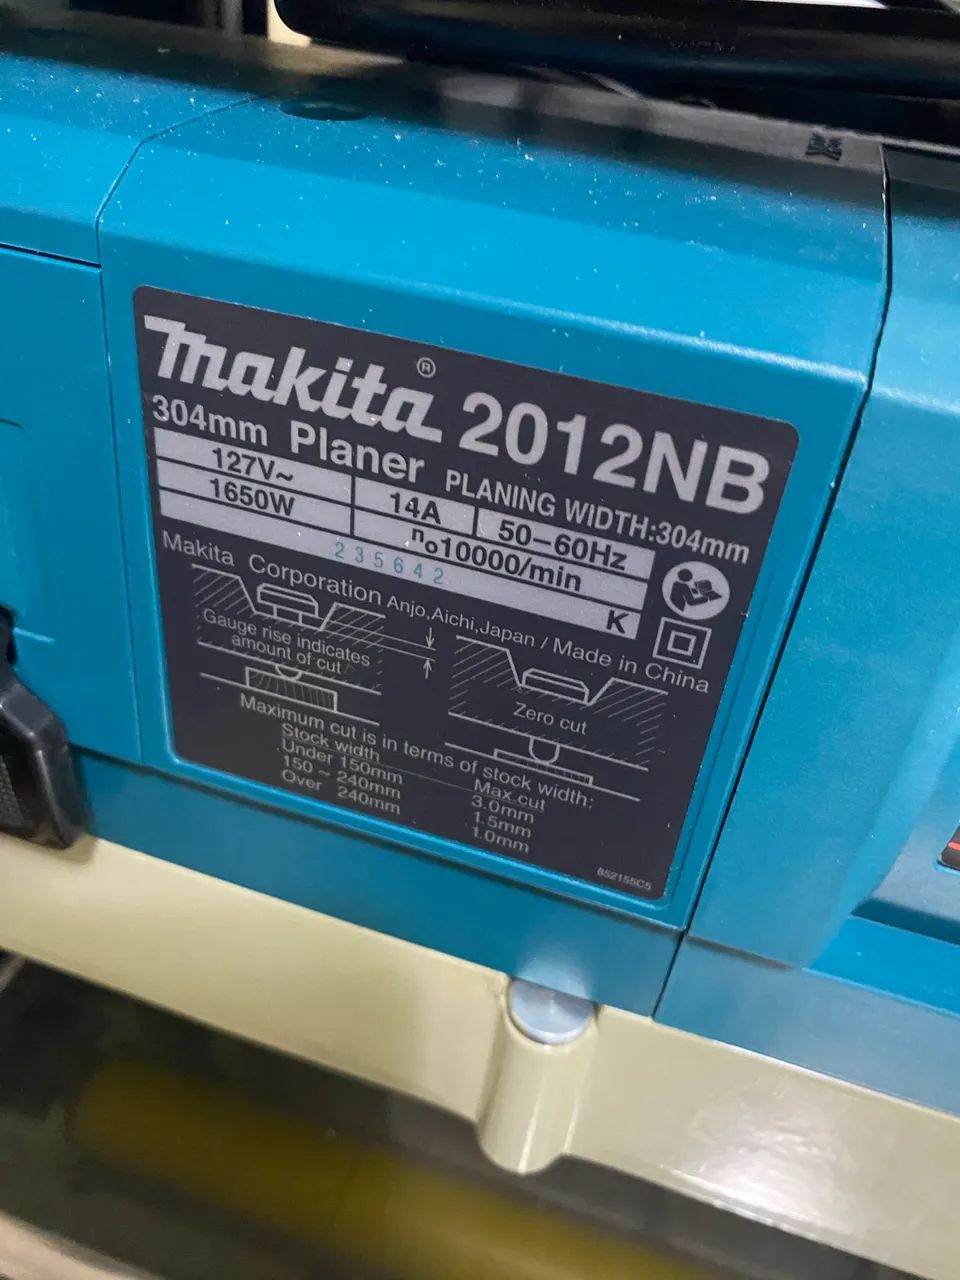 makita® 2012NB
304mm Planer PLANING WIDTH:304mm
127V~ 14A 50–60Hz
1650W n₀10000/min
235642 K
Makita Corporation Anjo,Aichi,Japan / Made in China
Gauge rise indicates
amount of cut
Zero cut
Maximum cut is in terms of stock width:
Stock width Max.cut
Under 150mm 3.0mm
150 ~ 240mm 1.5mm
Over 240mm 1.0mm
852155C5